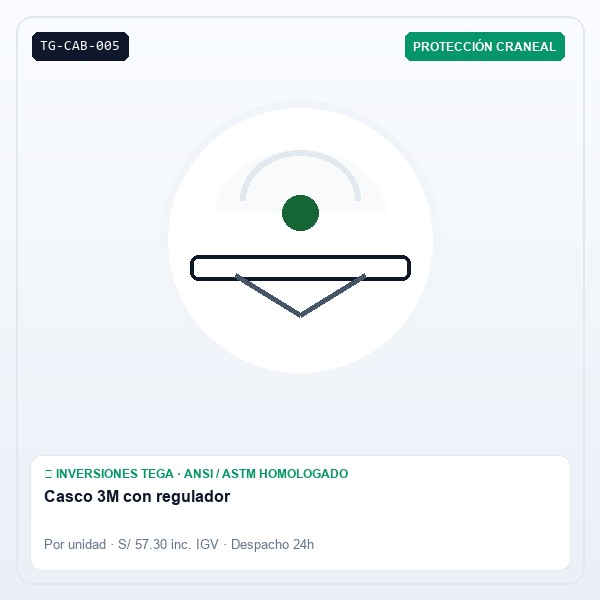 TG-CAB-005
PROTECCIÓN CRANEAL
INVERSIONES TEGA · ANSI / ASTM HOMOLOGADO
Casco 3M con regulador
Por unidad · S/ 57.30 inc. IGV · Despacho 24h